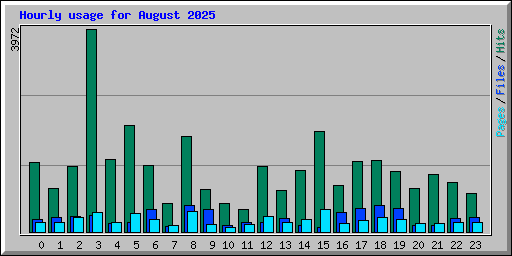 Hourly usage for August 2025
3972
Pages / Files / Hits
0 1 2 3 4 5 6 7 8 9 10 11 12 13 14 15 16 17 18 19 20 21 22 23